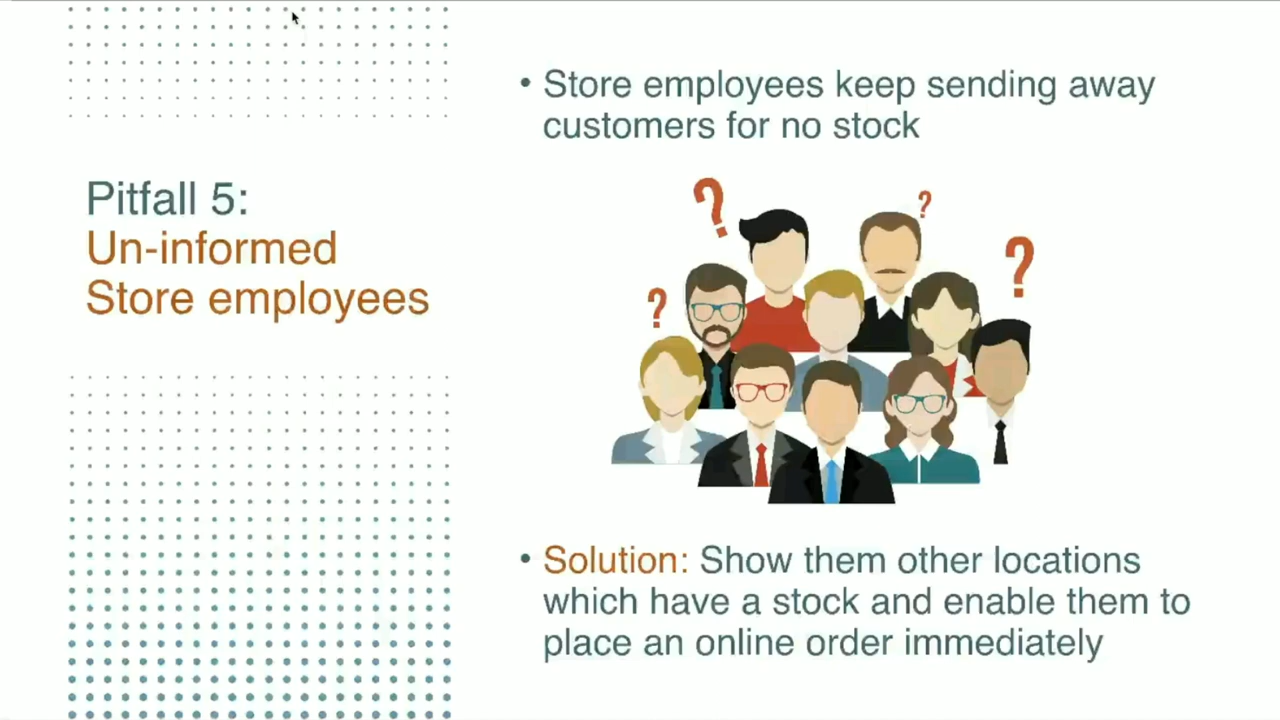 Pitfall 5:
Un-informed
Store employees
• Store employees keep sending away
customers for no stock
? ? ? ?
• Solution: Show them other locations
which have a stock and enable them to
place an online order immediately